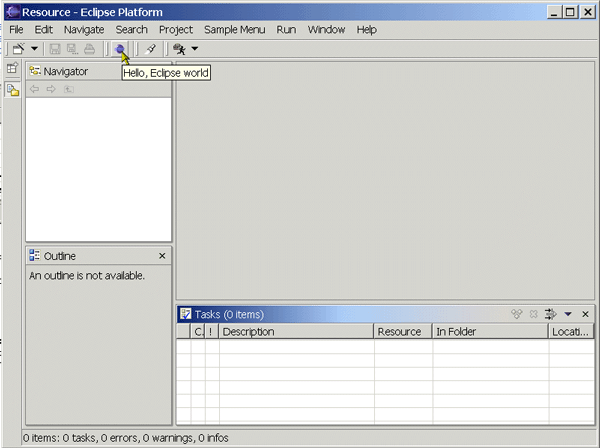 Resource - Eclipse Platform
File Edit Navigate Search Project Sample Menu Run Window Help
Hello, Eclipse world
Navigator
Outline
An outline is not available.
Tasks (0 items)
C. ! Description Resource In Folder Locati...
0 items: 0 tasks, 0 errors, 0 warnings, 0 infos